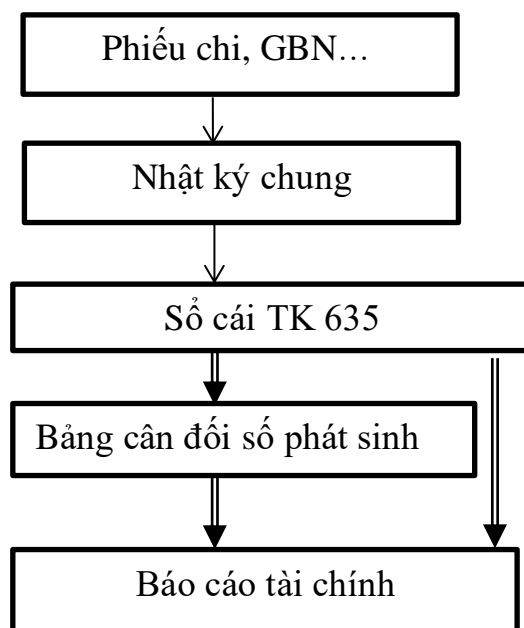 Phiếu chi, GBN…
Nhật ký chung
Sổ cái TK 635
Bảng cân đối số phát sinh
Báo cáo tài chính